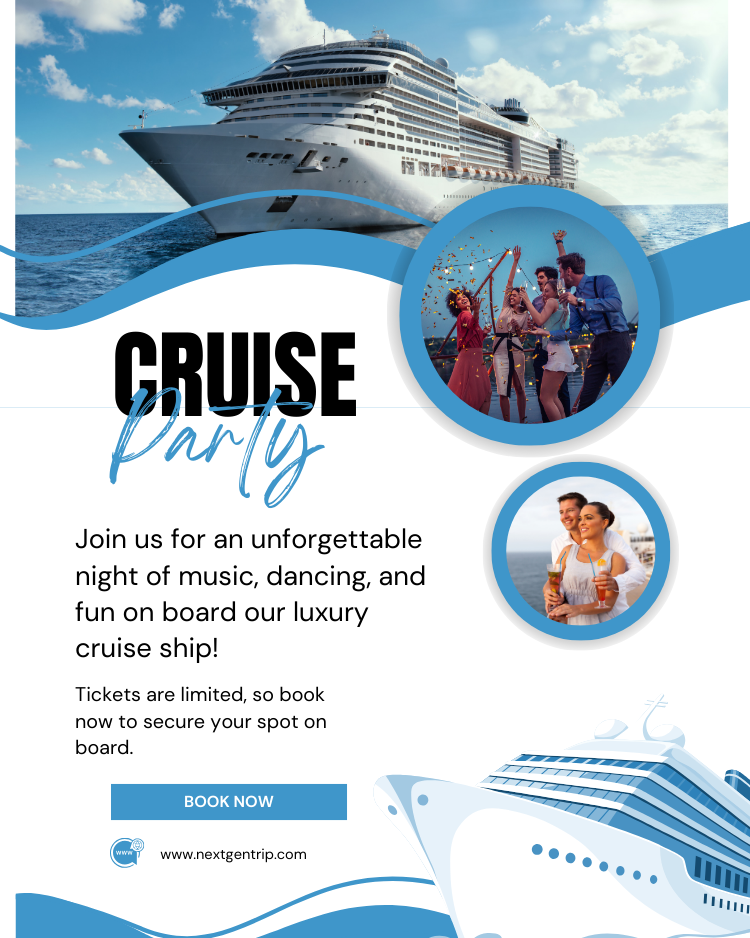 CRUISE
Party
Join us for an unforgettable
night of music, dancing, and
fun on board our luxury
cruise ship!
Tickets are limited, so book
now to secure your spot on
board.
BOOK NOW
www
www.nextgentrip.com